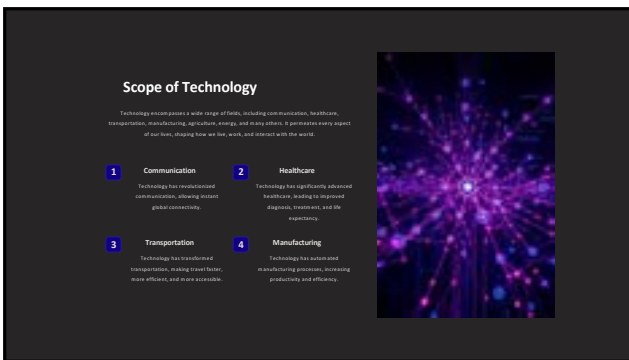 Scope of Technology
Technology encompasses a wide range of fields, including communication, healthcare,
transportation, manufacturing, agriculture, energy, and many others. It permeates every aspect
of our lives, shaping how we live, work, and interact with the world.
1
Communication
Technology has revolutionized
communication, allowing instant
global connectivity.
2
Healthcare
Technology has significantly advanced
healthcare, leading to improved
diagnosis, treatment, and life
expectancy.
3
Transportation
Technology has transformed
transportation, making travel faster,
more efficient, and more accessible.
4
Manufacturing
Technology has automated
manufacturing processes, increasing
productivity and efficiency.